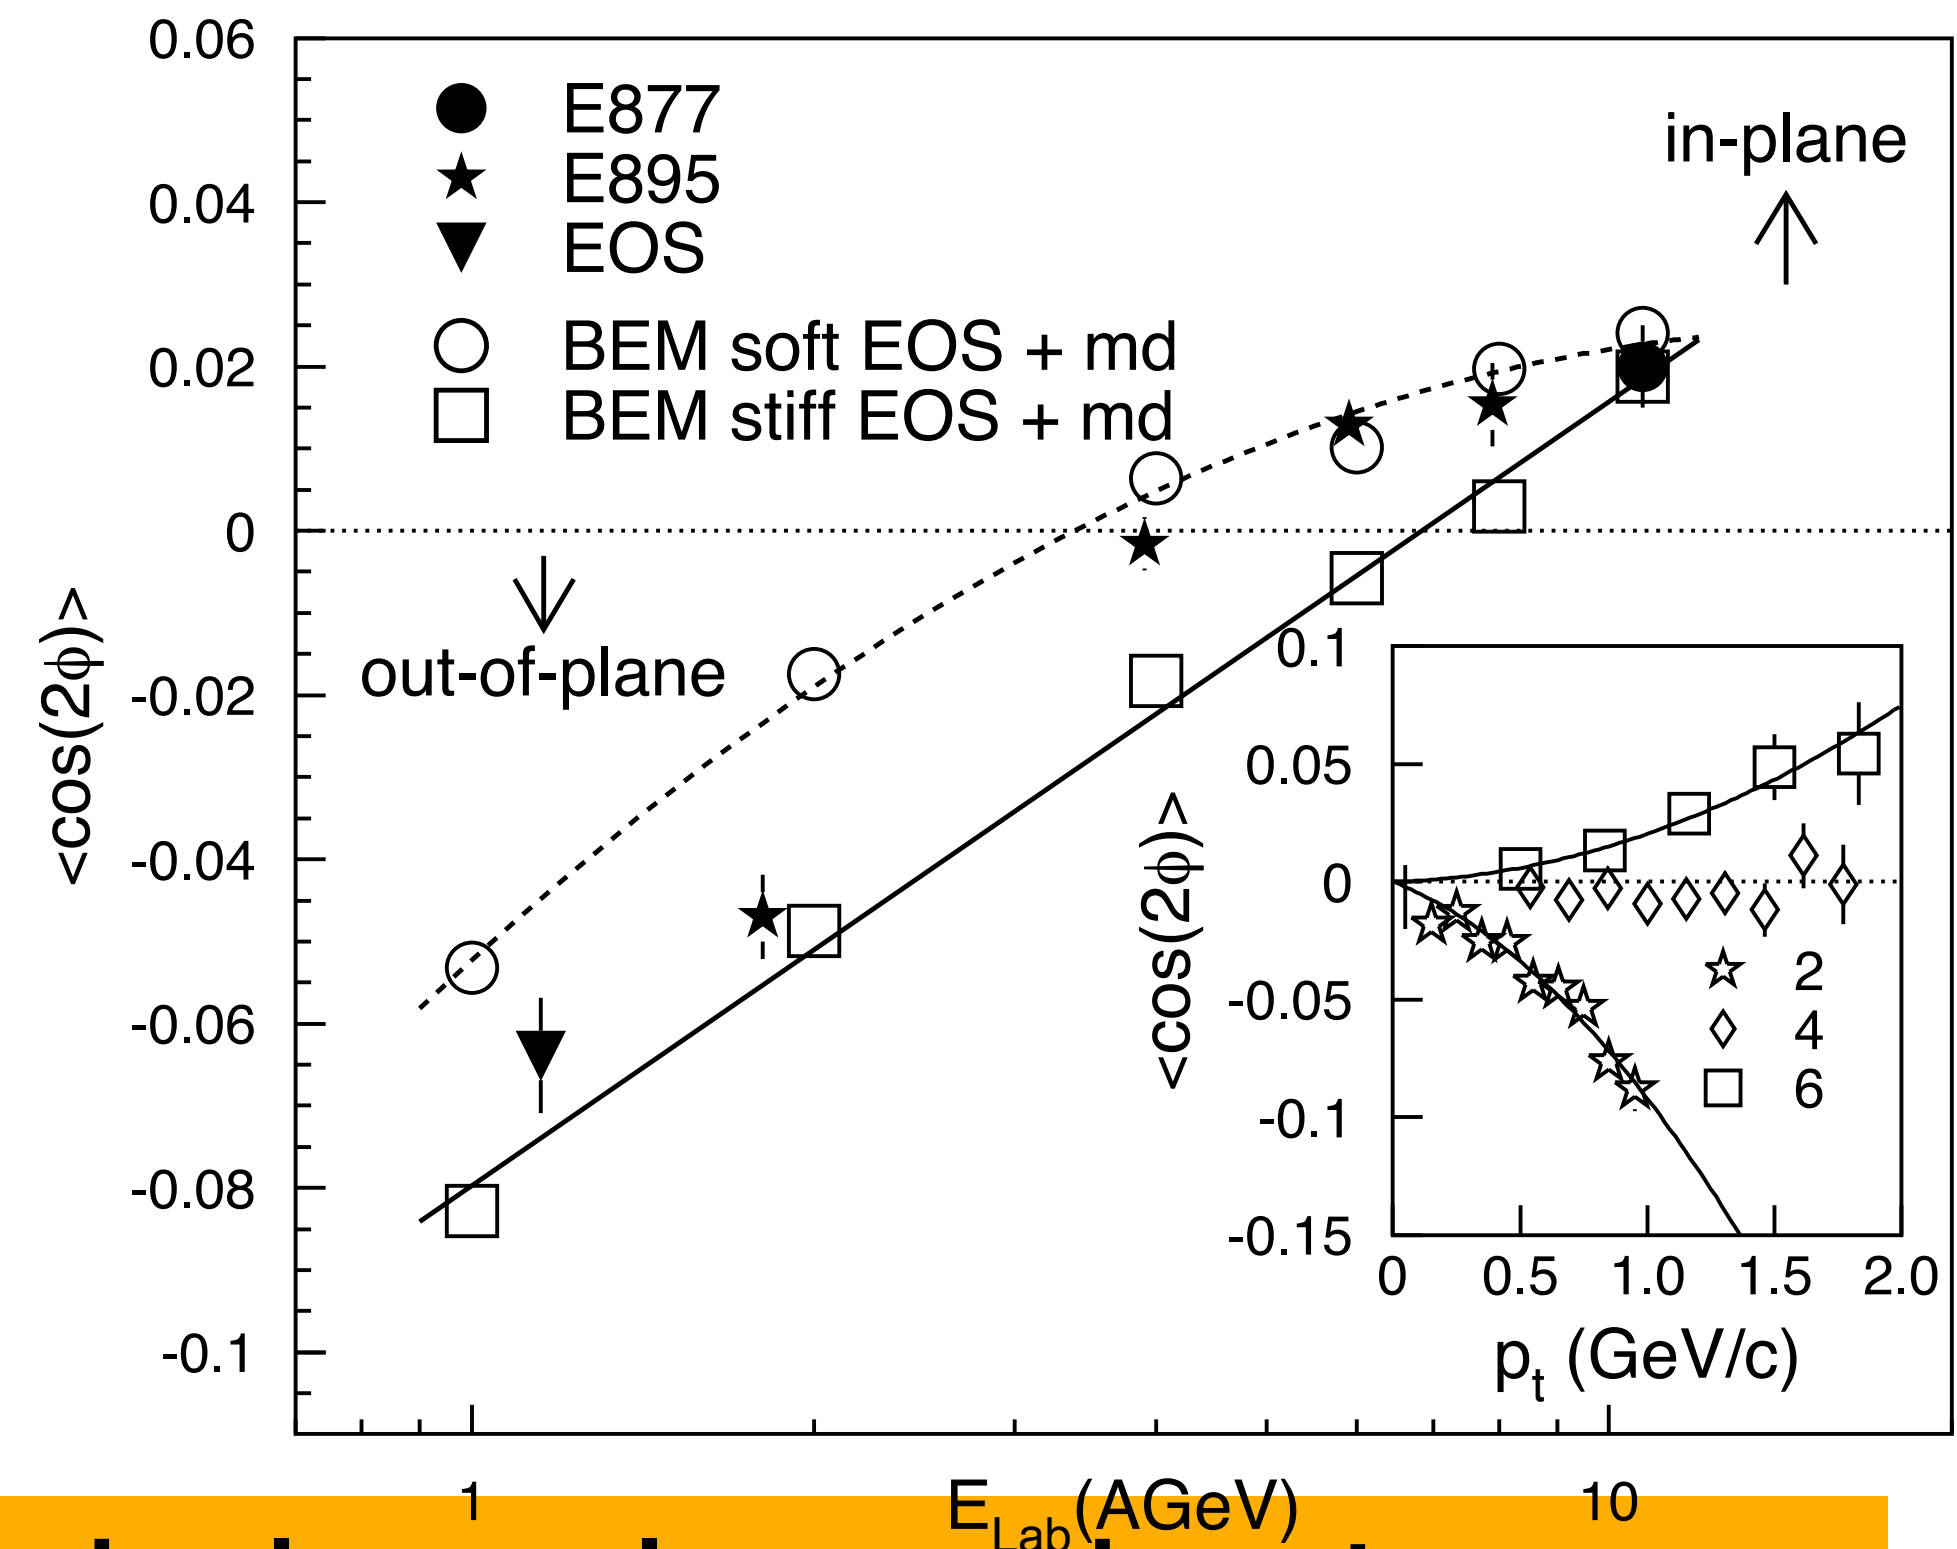 0.06
0.04
0.02
0
-0.02
-0.04
-0.06
-0.08
-0.1
<cos(2ϕ)>
E877
E895
EOS
BEM soft EOS + md
BEM stiff EOS + md
in-plane
out-of-plane
0.1
0.05
0
-0.05
-0.1
-0.15
<cos(2ϕ)>
2
4
6
0 0.5 1.0 1.5 2.0
p_t (GeV/c)
1 10
E_Lab (AGeV)